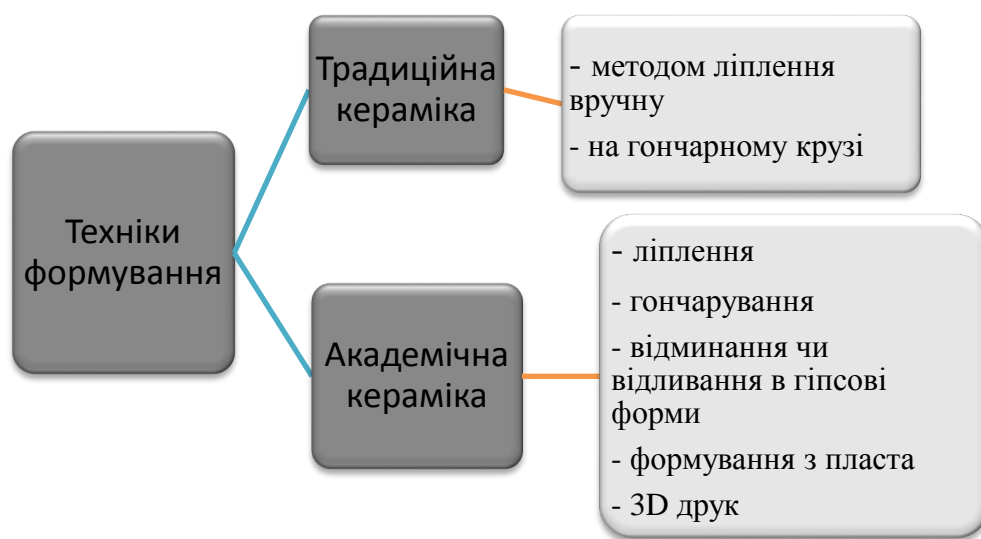 Техніки
формування
Традиційна
кераміка
- методом ліплення
вручну
- на гончарному крузі
Академічна
кераміка
- ліплення
- гончарування
- відминання чи
відливання в гіпсові
форми
- формування з пласта
- 3D друк